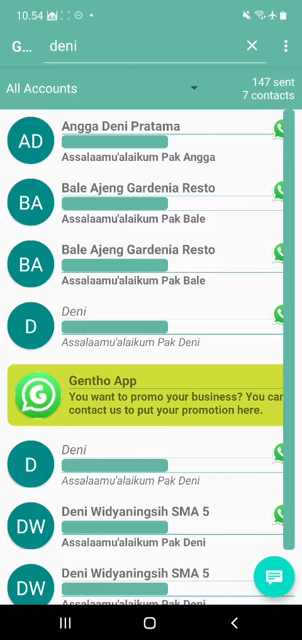 10.54
G... deni
All Accounts
147 sent
7 contacts
AD
Angga Deni Pratama
Assalaamu'alaikum Pak Angga
BA
Bale Ajeng Gardenia Resto
Assalaamu'alaikum Pak Bale
BA
Bale Ajeng Gardenia Resto
Assalaamu'alaikum Pak Bale
D
Deni
Assalaamu'alaikum Pak Deni
G
Gentho App
You want to promo your business? You can
contact us to put your promotion here.
D
Deni
Assalaamu'alaikum Pak Deni
DW
Deni Widyaningsih SMA 5
Assalaamu'alaikum Pak Deni
DW
Deni Widyaningsih SMA 5
Assalaamu'alaikum Pak Deni